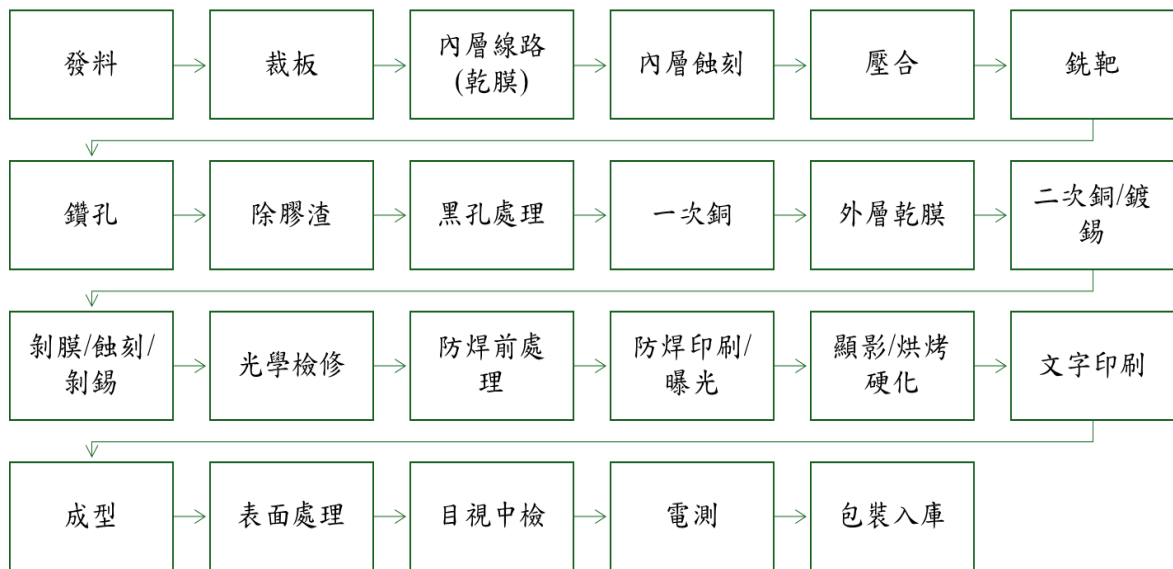 發料
裁板
內層線路
(乾膜)
內層蝕刻
壓合
銑靶
鑽孔
除膠渣
黑孔處理
一次銅
外層乾膜
二次銅/鍍
錫
剝膜/蝕刻/
剝錫
光學檢修
防焊前處
理
防焊印刷/
曝光
顯影/烘烤
硬化
文字印刷
成型
表面處理
目視中檢
電測
包裝入庫